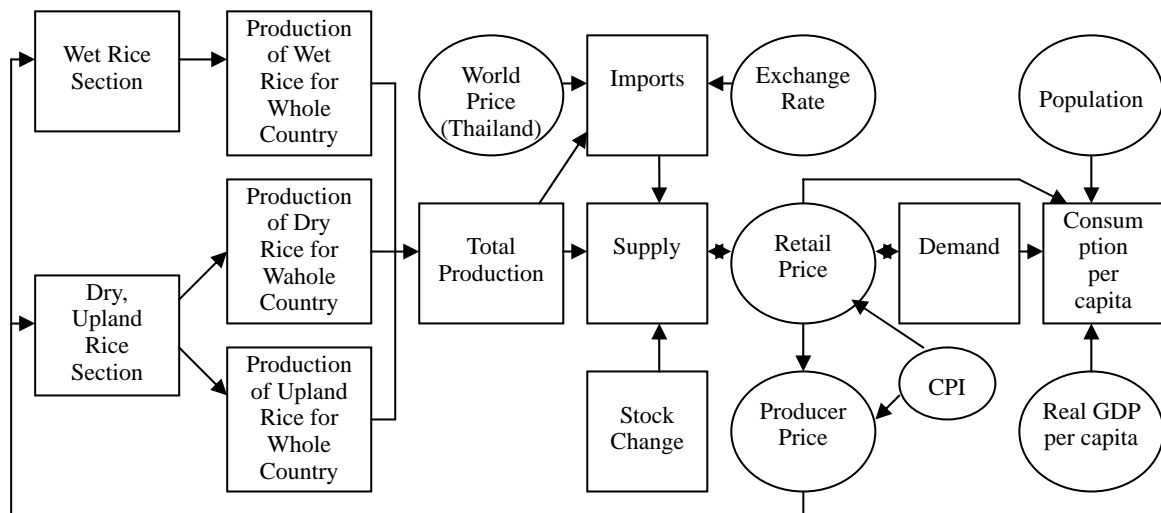 Wet Rice
Section
Production
of Wet
Rice for
Whole
Country
World
Price
(Thailand)
Imports
Exchange
Rate
Population
Production
of Dry
Rice for
Wahole
Country
Total
Production
Supply
Retail
Price
Demand
Consum
ption
per
capita
Dry,
Upland
Rice
Section
Production
of Upland
Rice for
Whole
Country
Stock
Change
Producer
Price
CPI
Real GDP
per capita